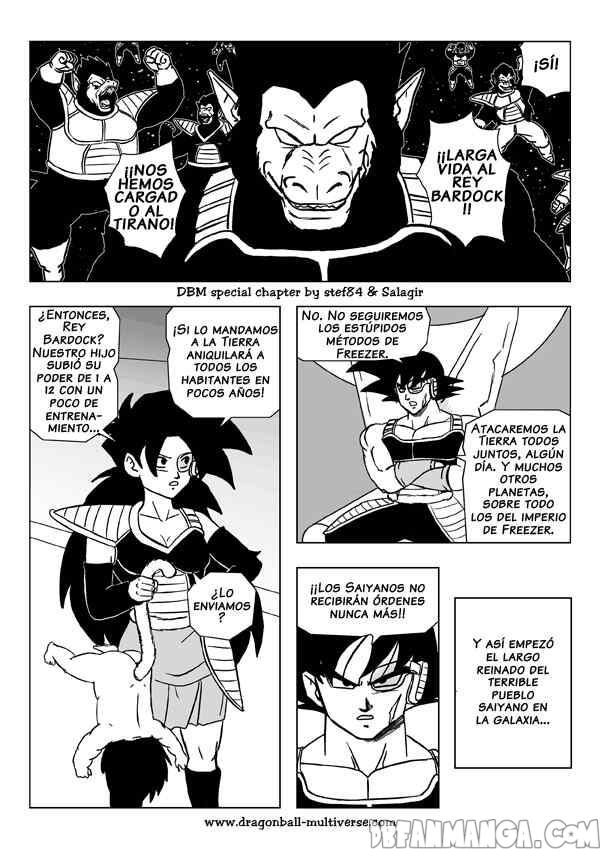 ¡SÍ!
¡¡NOS
HEMOS
CARGAD
O AL
TIRANO!
¡¡LARGA
VIDA AL
REY
BARDOCK
!!
DBM special chapter by stef84 & Salagir
¿ENTONCES,
REY
BARDOCK?
NUESTRO HIJO
SUBIÓ SU
PODER DE 1 A
12 CON UN
POCO DE
ENTRENA-
MIENTO...
¡SI LO MANDAMOS
A LA TIERRA
ANIQUILARÁ A
TODOS LOS
HABITANTES EN
POCOS AÑOS!
¿LO
ENVIAMOS
?
NO. NO SEGUIREMOS
LOS ESTÚPIDOS
MÉTODOS DE
FREEZER.
ATACAREMOS LA
TIERRA TODOS
JUNTOS, ALGÚN
DÍA. Y MUCHOS
OTROS
PLANETAS,
SOBRE TODO
LOS DEL IMPERIO
DE FREEZER.
¡¡LOS SAIYANOS NO
RECIBIRÁN ÓRDENES
NUNCA MÁS!!
Y ASÍ EMPEZÓ
EL LARGO
REINADO DEL
TERRIBLE
PUEBLO
SAIYANO EN
LA GALAXIA...
www.dragonball-multiverse.com
DBFANMANGA.COM